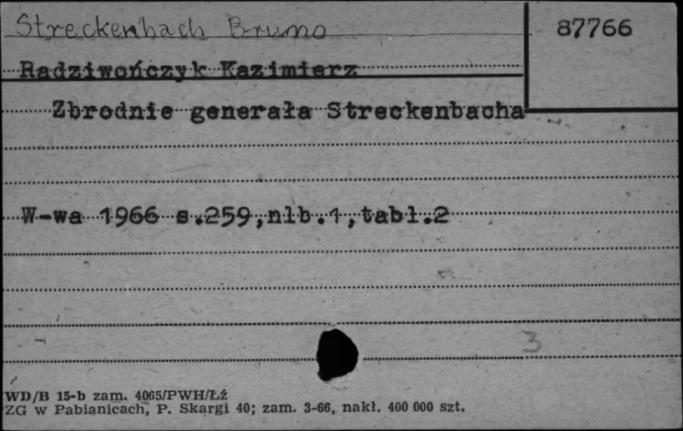 Streckenbach Bruno
87766
Radziwończyk Kazimierz
Zbrodnie generała Streckenbacha
W-wa 1966 s.259,nlb.1,tabl.2
3
WD/B 15-b zam. 4065/PWH/Łź
ZG w Pabianicach, P. Skargi 40; zam. 3-66, nakł. 400 000 szt.